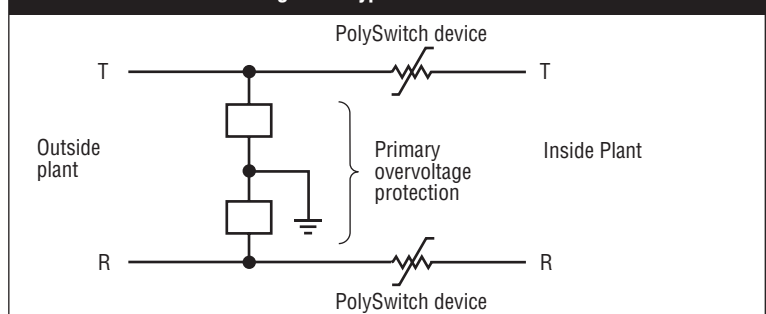 PolySwitch device
T
T
Outside
plant
Primary
overvoltage
protection
Inside Plant
R
R
PolySwitch device